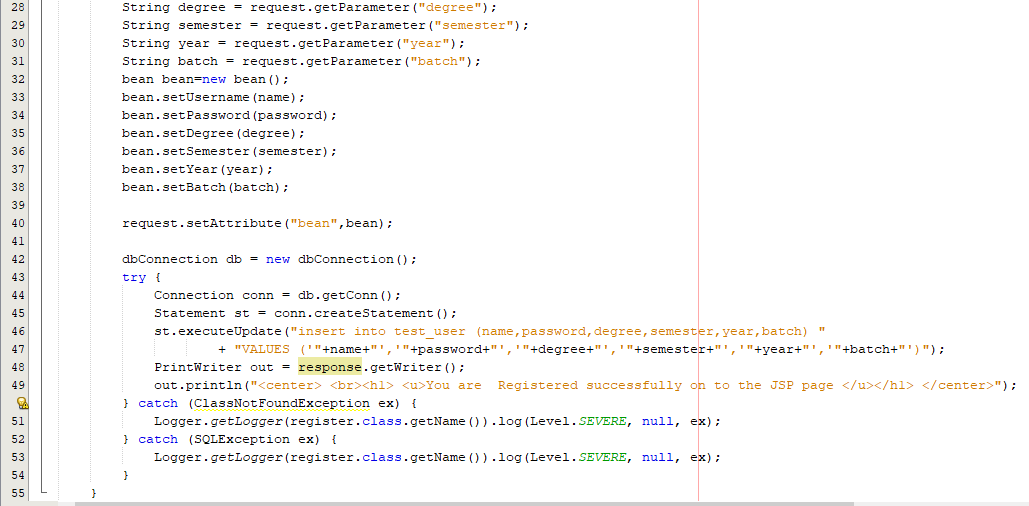 28 String degree = request.getParameter("degree");
29 String semester = request.getParameter("semester");
30 String year = request.getParameter("year");
31 String batch = request.getParameter("batch");
32 bean bean=new bean();
33 bean.setUsername(name);
34 bean.setPassword(password);
35 bean.setDegree(degree);
36 bean.setSemester(semester);
37 bean.setYear(year);
38 bean.setBatch(batch);
39
40 request.setAttribute("bean",bean);
41
42 dbConnection db = new dbConnection();
43 try {
44 Connection conn = db.getConn();
45 Statement st = conn.createStatement();
46 st.executeUpdate("insert into test_user (name,password,degree,semester,year,batch) "
47 + "VALUES ('"+name+"','"+password+"','"+degree+"','"+semester+"','"+year+"','"+batch+"')");
48 PrintWriter out = response.getWriter();
49 out.println("<center> <br><h1> <u>You are  Registered successfully on to the JSP page </u></h1> </center>");
} catch (ClassNotFoundException ex) {
51 Logger.getLogger(register.class.getName()).log(Level.SEVERE, null, ex);
52 } catch (SQLException ex) {
53 Logger.getLogger(register.class.getName()).log(Level.SEVERE, null, ex);
54 }
55 }